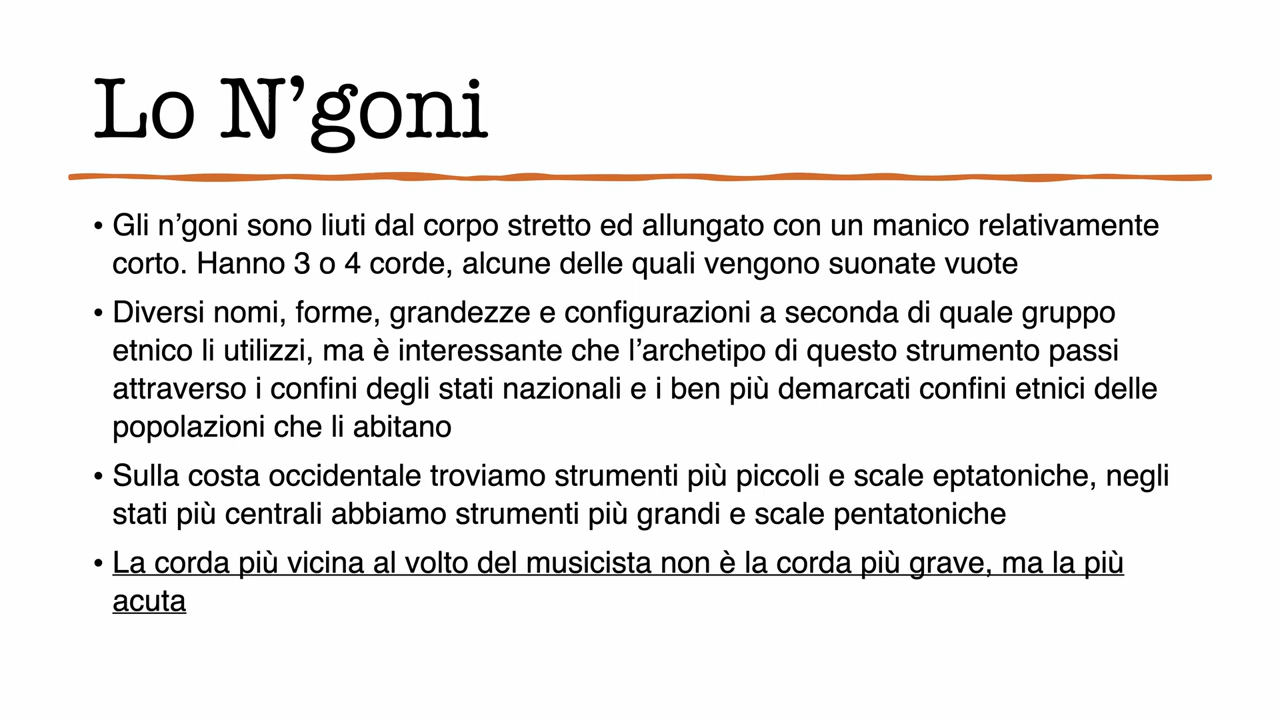 Lo N’goni
• Gli n’goni sono liuti dal corpo stretto ed allungato con un manico relativamente
corto. Hanno 3 o 4 corde, alcune delle quali vengono suonate vuote
• Diversi nomi, forme, grandezze e configurazioni a seconda di quale gruppo
etnico li utilizzi, ma è interessante che l’archetipo di questo strumento passi
attraverso i confini degli stati nazionali e i ben più demarcati confini etnici delle
popolazioni che li abitano
• Sulla costa occidentale troviamo strumenti più piccoli e scale eptatoniche, negli
stati più centrali abbiamo strumenti più grandi e scale pentatoniche
• La corda più vicina al volto del musicista non è la corda più grave, ma la più
acuta